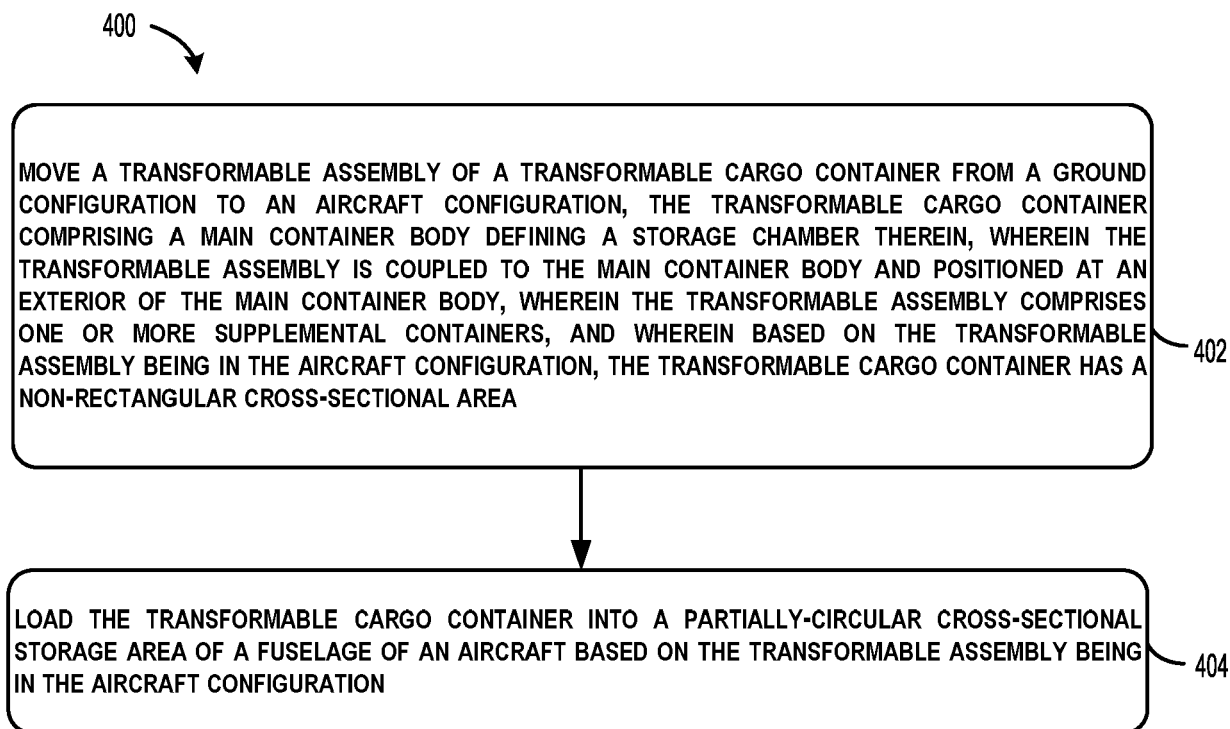 400
MOVE A TRANSFORMABLE ASSEMBLY OF A TRANSFORMABLE CARGO CONTAINER FROM A GROUND
CONFIGURATION TO AN AIRCRAFT CONFIGURATION, THE TRANSFORMABLE CARGO CONTAINER
COMPRISING A MAIN CONTAINER BODY DEFINING A STORAGE CHAMBER THEREIN, WHEREIN THE
TRANSFORMABLE ASSEMBLY IS COUPLED TO THE MAIN CONTAINER BODY AND POSITIONED AT AN
EXTERIOR OF THE MAIN CONTAINER BODY, WHEREIN THE TRANSFORMABLE ASSEMBLY COMPRISES
ONE OR MORE SUPPLEMENTAL CONTAINERS, AND WHEREIN BASED ON THE TRANSFORMABLE
ASSEMBLY BEING IN THE AIRCRAFT CONFIGURATION, THE TRANSFORMABLE CARGO CONTAINER HAS A
NON-RECTANGULAR CROSS-SECTIONAL AREA
402
LOAD THE TRANSFORMABLE CARGO CONTAINER INTO A PARTIALLY-CIRCULAR CROSS-SECTIONAL
STORAGE AREA OF A FUSELAGE OF AN AIRCRAFT BASED ON THE TRANSFORMABLE ASSEMBLY BEING
IN THE AIRCRAFT CONFIGURATION
404